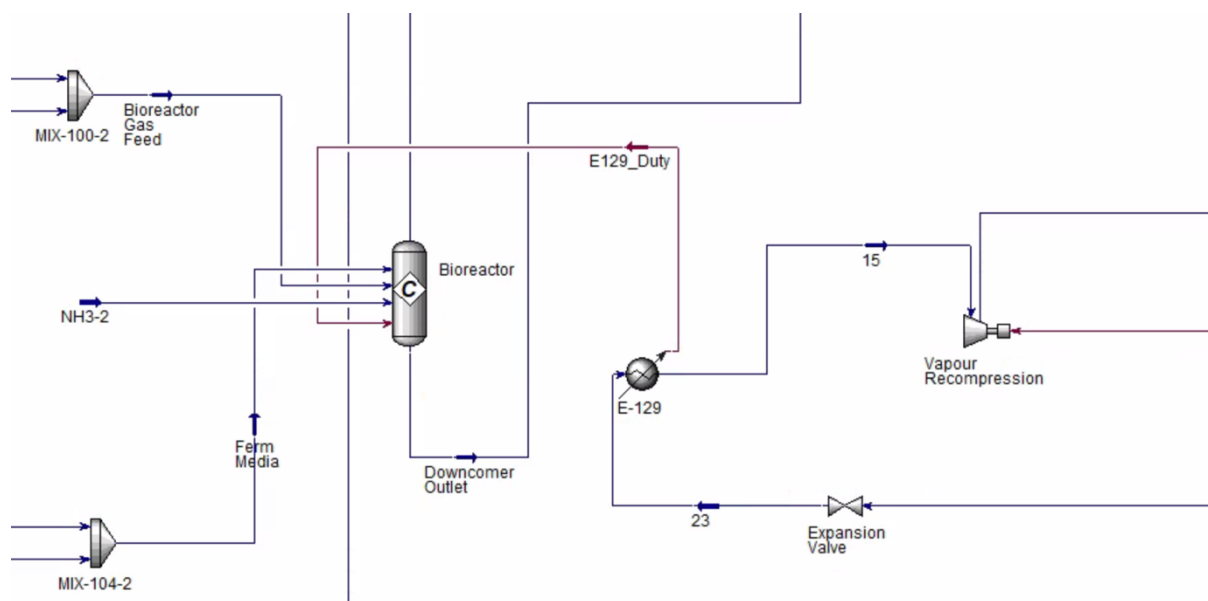 MIX-100-2
Bioreactor
Gas
Feed
E129_Duty
Bioreactor
C
15
NH3-2
Vapour
Recompression
E-129
Ferm
Media
Downcomer
Outlet
23
Expansion
Valve
MIX-104-2